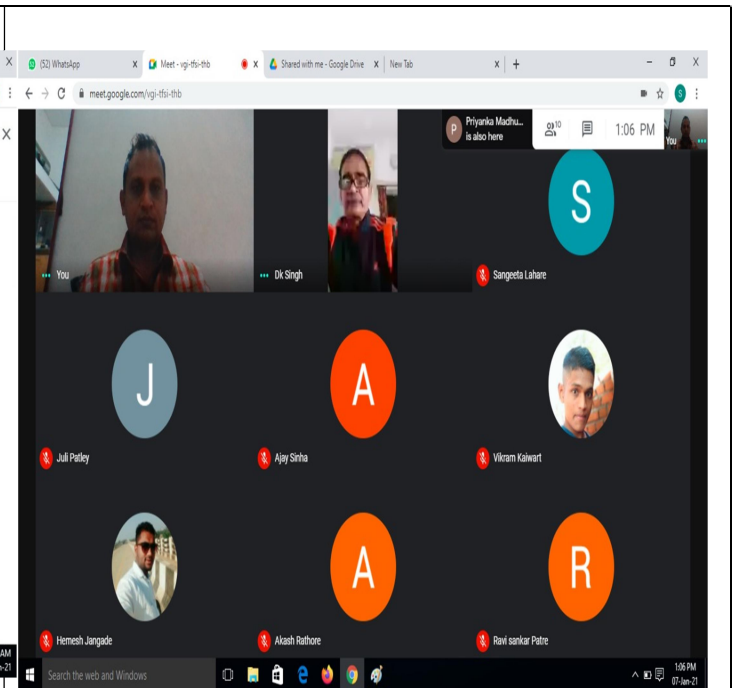 (52) WhatsApp
Meet - vgi-tfsi-thb
Shared with me - Google Drive
New Tab
meet.google.com/vgi-tfsi-thb
S
P
Priyanka Madhu...
is also here
10
1:06 PM
You
You
Dk Singh
S
Sangeeta Lahare
J
Juli Patley
A
Ajay Sinha
Vikram Kaiwart
Hemesh Jangade
A
Akash Rathore
R
Ravi sankar Patre
AM
-21
Search the web and Windows
1:06 PM
07-Jan-21